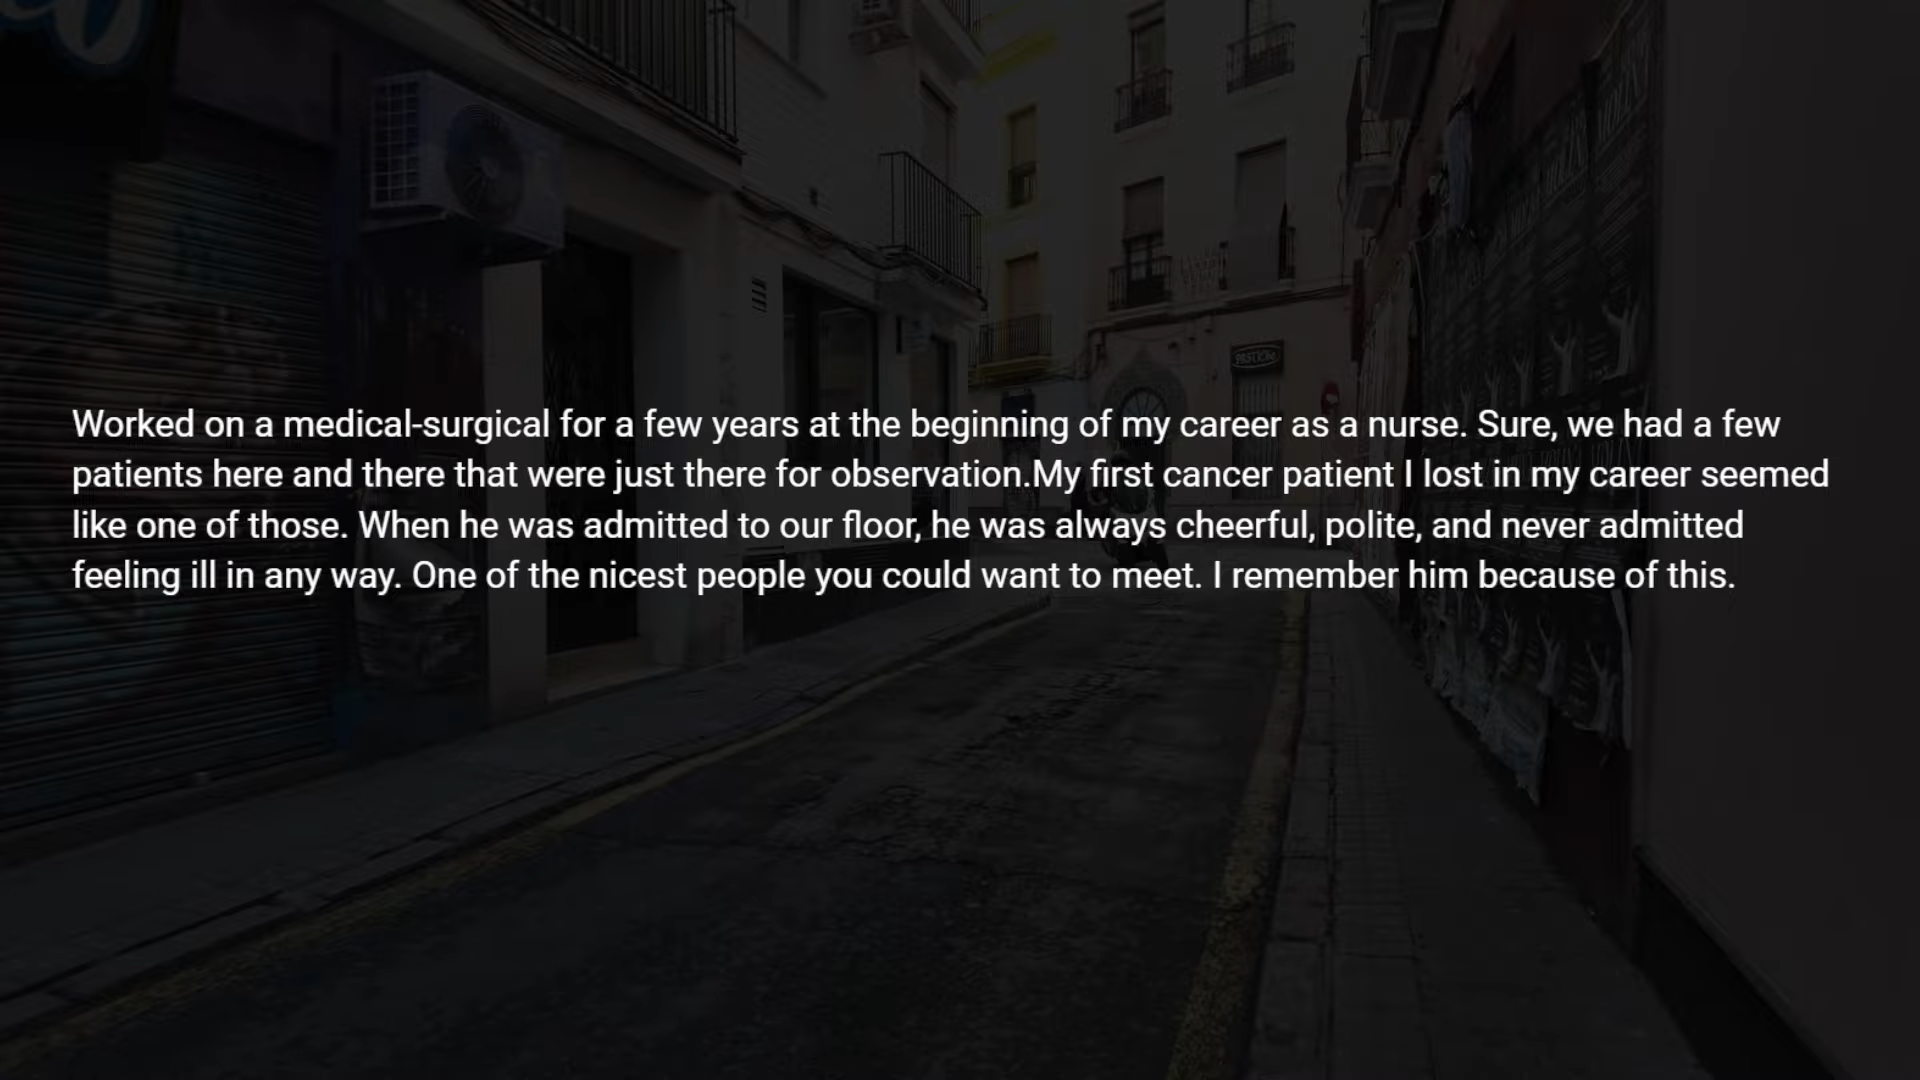 Worked on a medical-surgical for a few years at the beginning of my career as a nurse. Sure, we had a few
patients here and there that were just there for observation.My first cancer patient I lost in my career seemed
like one of those. When he was admitted to our floor, he was always cheerful, polite, and never admitted
feeling ill in any way. One of the nicest people you could want to meet. I remember him because of this.